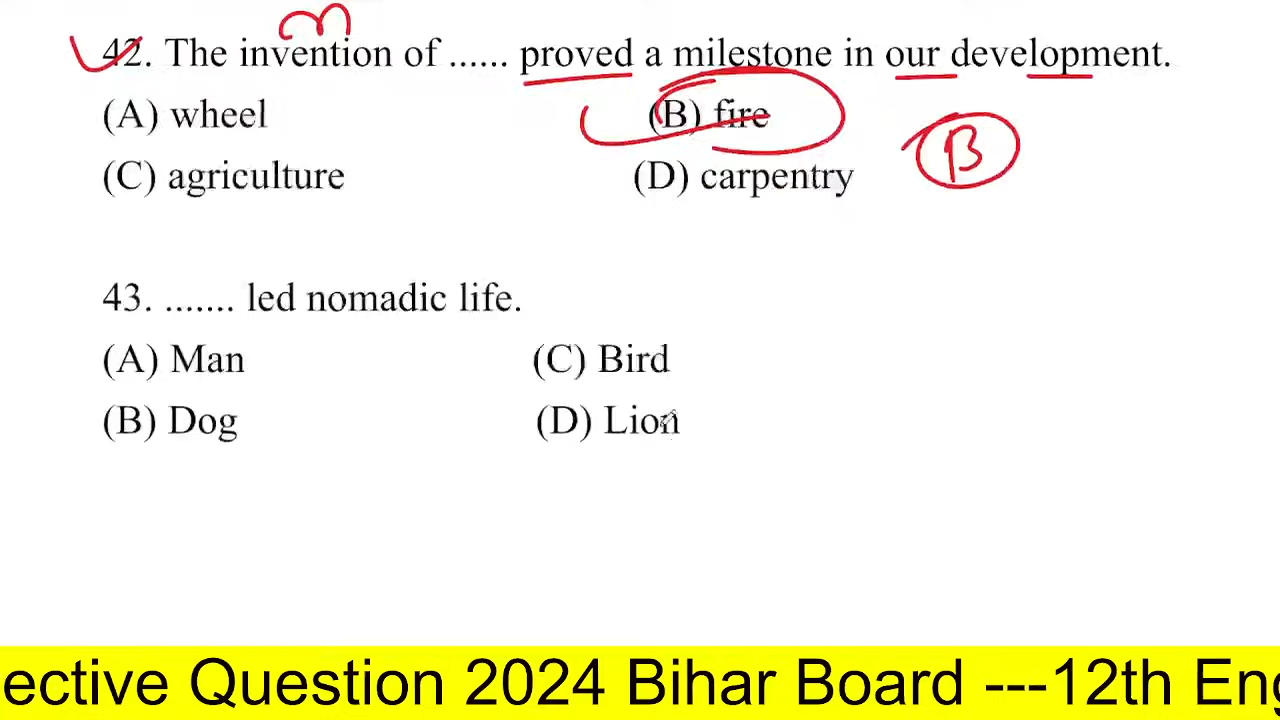 42. The invention of ...... proved a milestone in our development.
(A) wheel (B) fire
B
(C) agriculture (D) carpentry
43. ....... led nomadic life.
(A) Man (C) Bird
(B) Dog (D) Lion
ective Question 2024 Bihar Board ---12th Eng